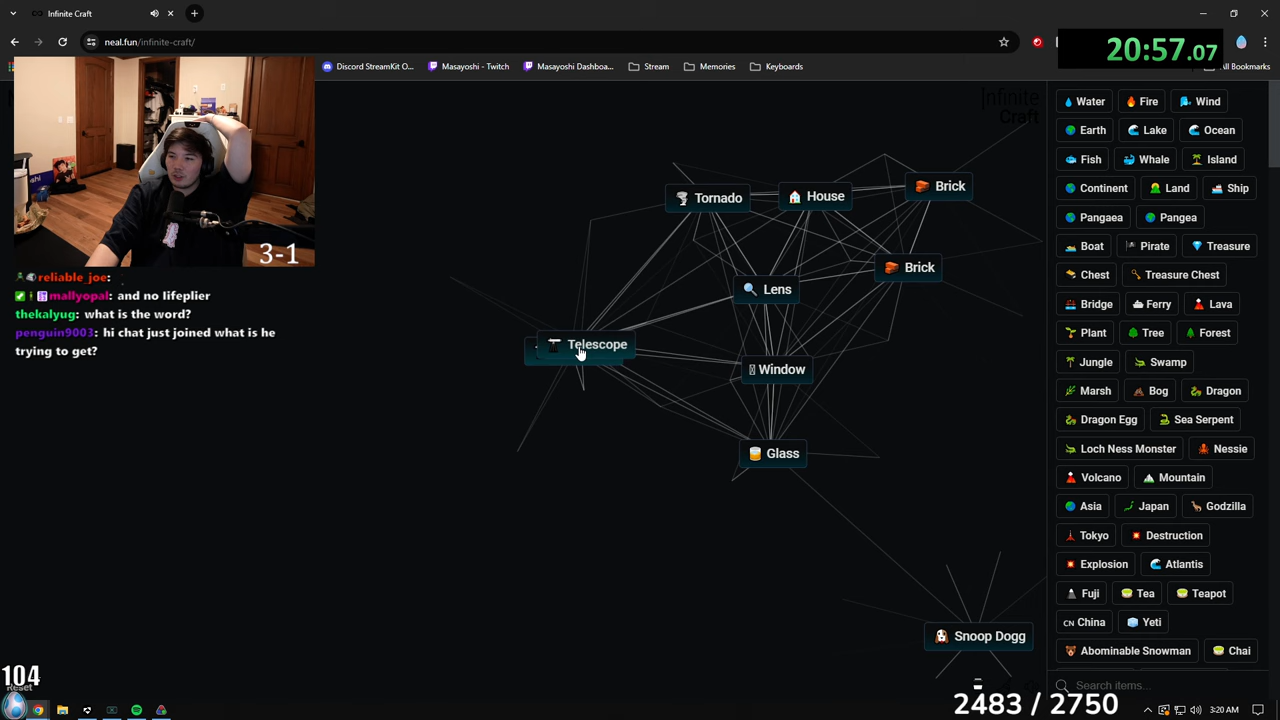 Infinite Craft
20:57.07
neal.fun/infinite-craft/
Discord StreamKit O...
Masayoshi - Twitch
Masayoshi Dashboa...
Stream
Memories
Keyboards
All Bookmarks
Infinite
Craft
3-1
reliable_joe:
mallyopal: and no lifeplier
thekalyug: what is the word?
penguin9003: hi chat just joined what is he
trying to get?
Tornado
House
Brick
Brick
Lens
Telescope
Window
Glass
Snoop Dogg
Water Fire Wind
Earth Lake Ocean
Fish Whale Island
Continent Land Ship
Pangaea Pangea
Boat Pirate Treasure
Chest Treasure Chest
Bridge Ferry Lava
Plant Tree Forest
Jungle Swamp
Marsh Bog Dragon
Dragon Egg Sea Serpent
Loch Ness Monster Nessie
Volcano Mountain
Asia Japan Godzilla
Tokyo Destruction
Explosion Atlantis
Fuji Tea Teapot
CN China Yeti
Abominable Snowman Chai
Search items...
104
Reset
2483 / 2750
3:20 AM